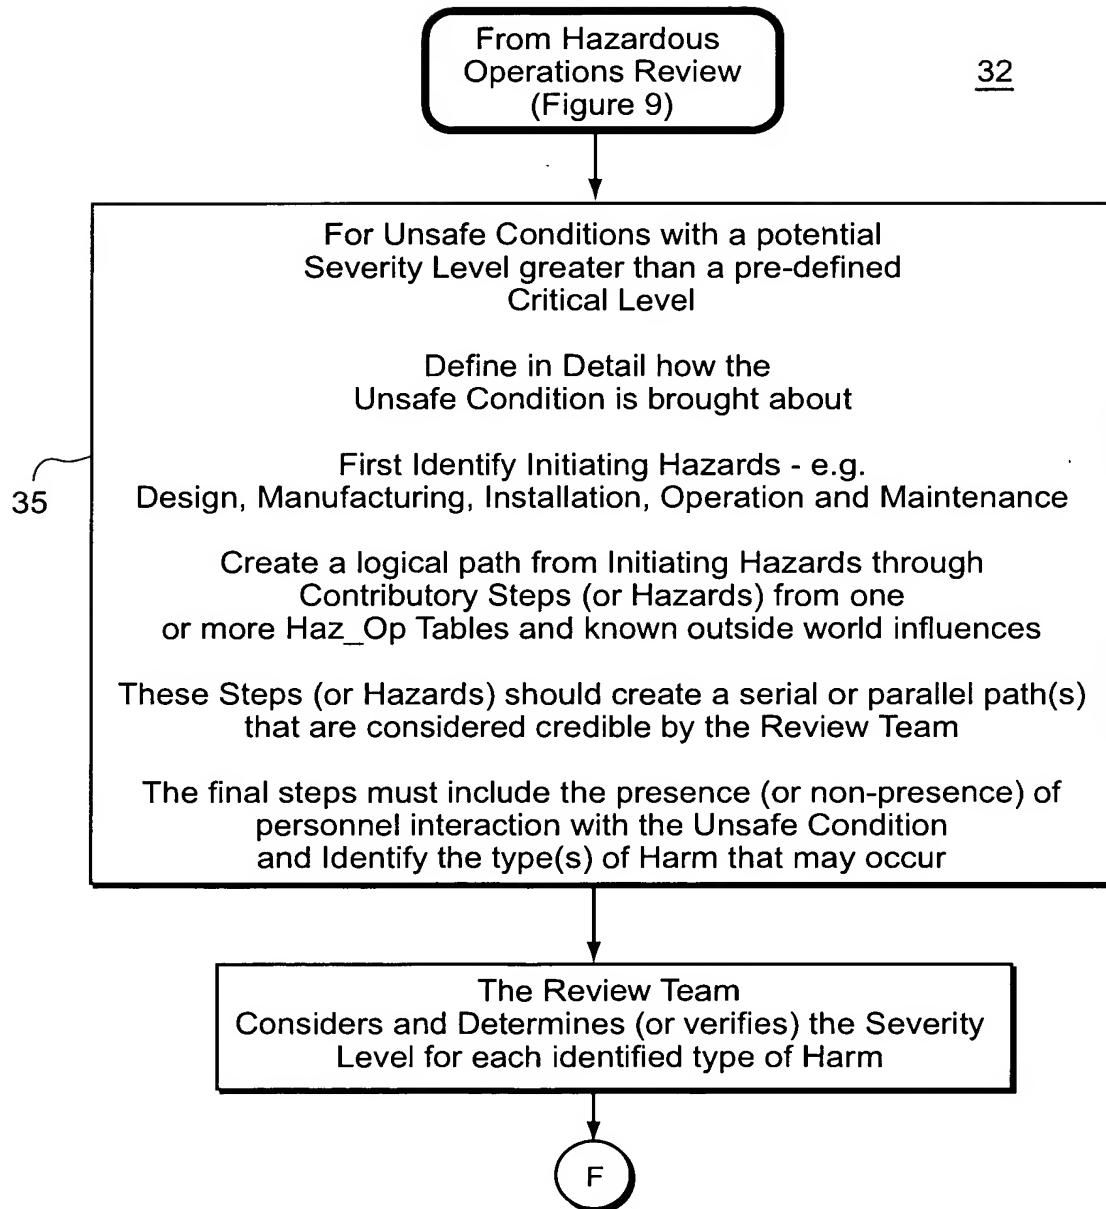 From Hazardous
Operations Review
(Figure 9)
32
For Unsafe Conditions with a potential
Severity Level greater than a pre-defined
Critical Level
Define in Detail how the
Unsafe Condition is brought about
First Identify Initiating Hazards - e.g.
Design, Manufacturing, Installation, Operation and Maintenance
35
Create a logical path from Initiating Hazards through
Contributory Steps (or Hazards) from one
or more Haz_Op Tables and known outside world influences
These Steps (or Hazards) should create a serial or parallel path(s)
that are considered credible by the Review Team
The final steps must include the presence (or non-presence) of
personnel interaction with the Unsafe Condition
and Identify the type(s) of Harm that may occur
The Review Team
Considers and Determines (or verifies) the Severity
Level for each identified type of Harm
F